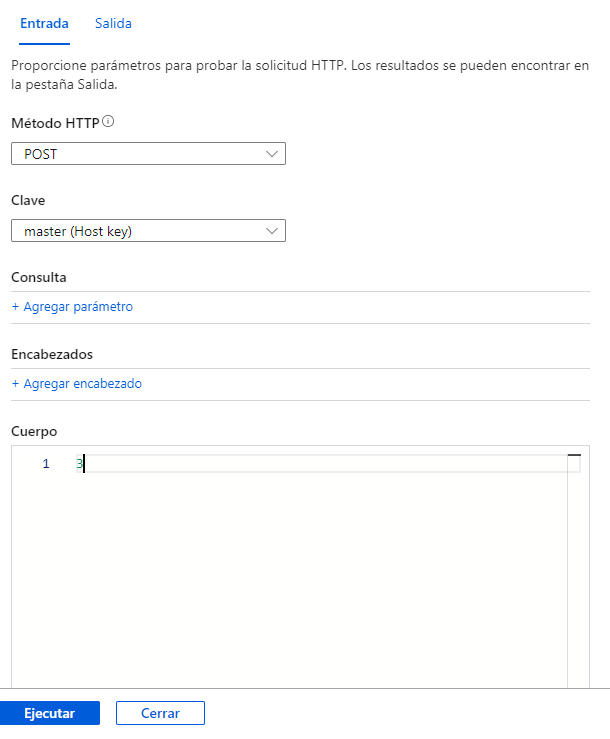 Entrada Salida
Proporcione parámetros para probar la solicitud HTTP. Los resultados se pueden encontrar en
la pestaña Salida.
Método HTTP
POST
Clave
master (Host key)
Consulta
+ Agregar parámetro
Encabezados
+ Agregar encabezado
Cuerpo
1 3
Ejecutar Cerrar